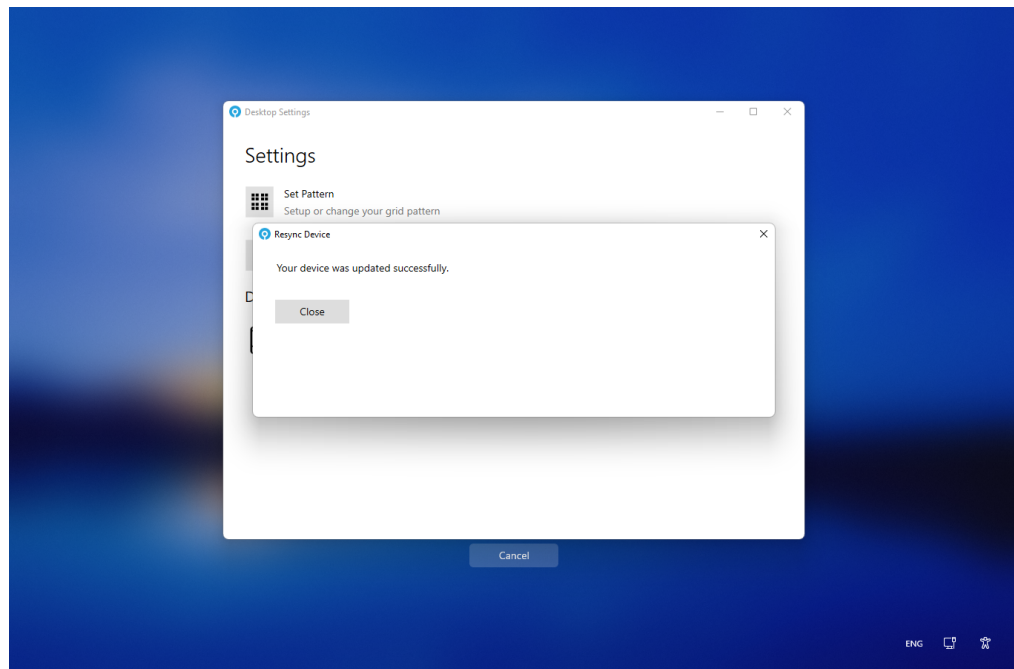 Desktop Settings
Settings
Set Pattern
Setup or change your grid pattern
Resync Device
Your device was updated successfully.
D
Close
Cancel
ENG